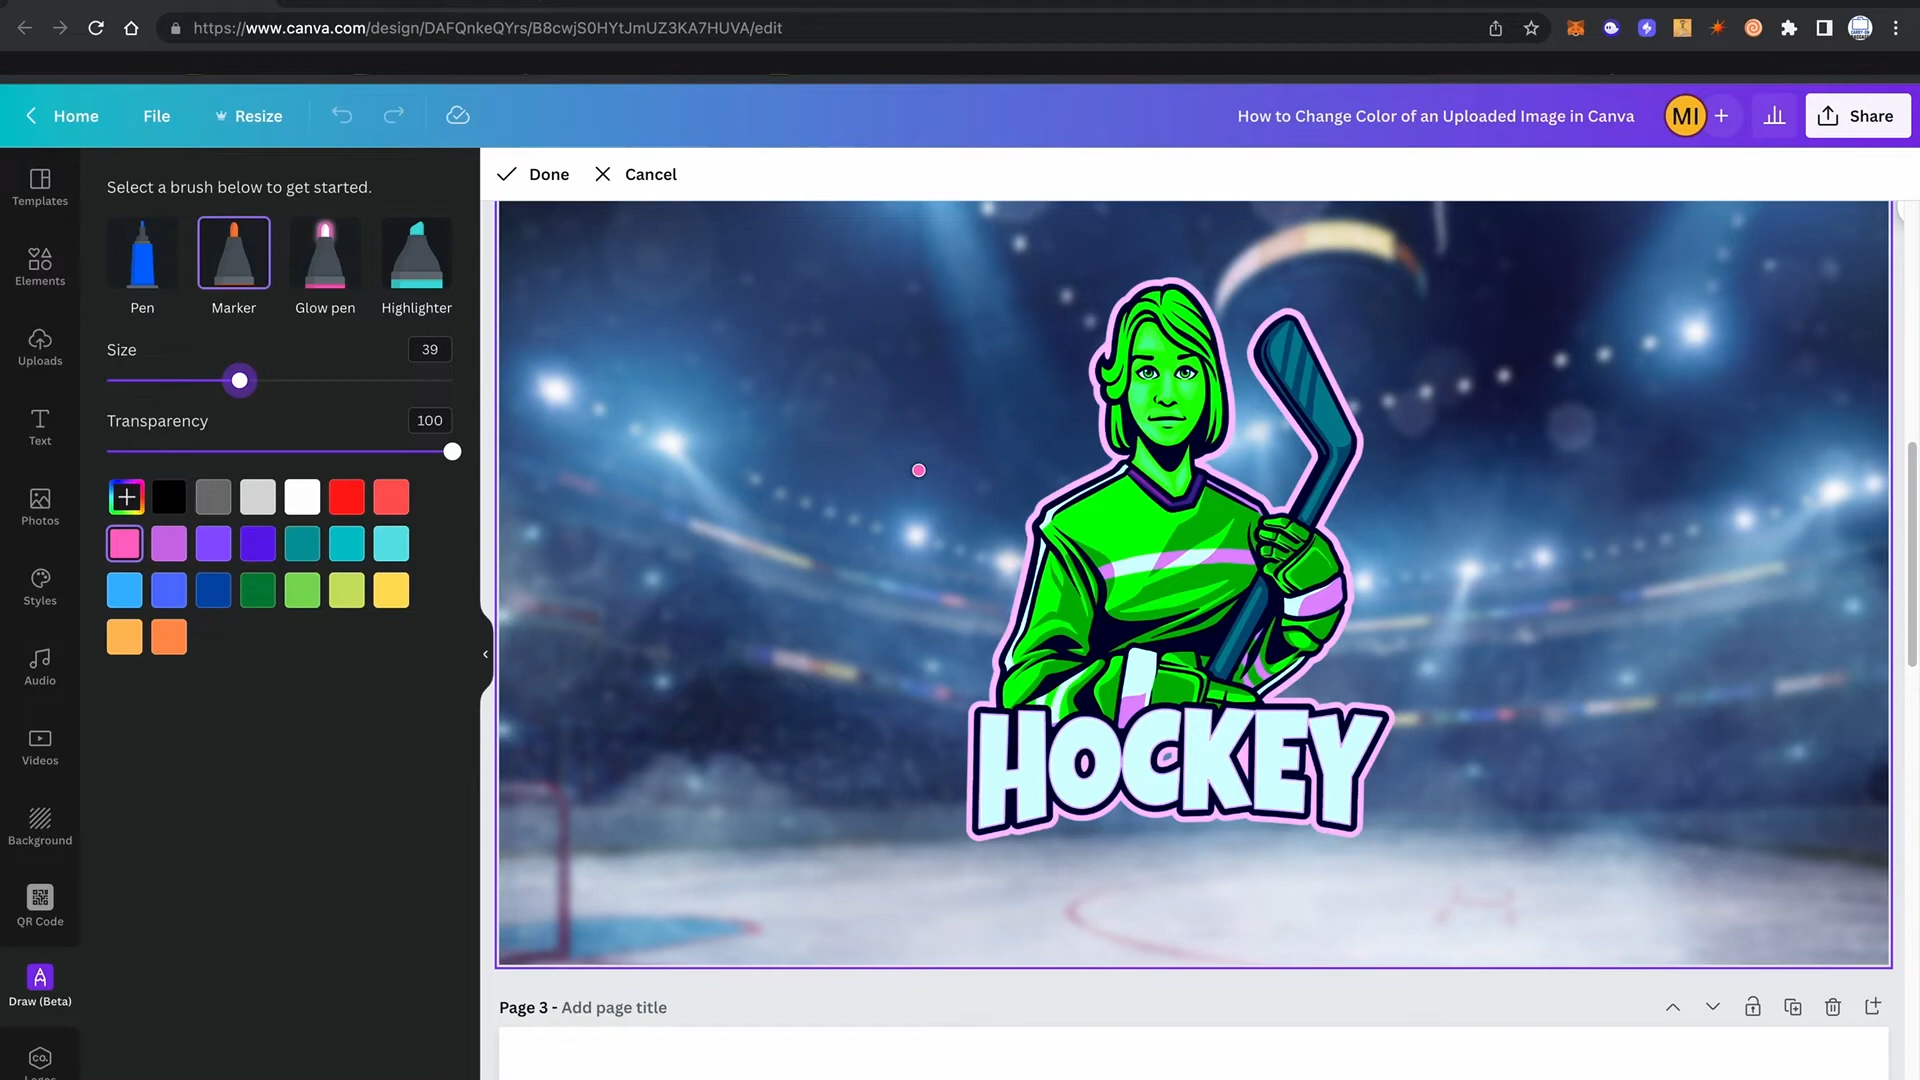 https://www.canva.com/design/DAFQnkeQYrs/B8cwjS0HYtJmUZ3KA7HUVA/edit
Home
File
Resize
How to Change Color of an Uploaded Image in Canva
MI
Share
Templates
Elements
Uploads
Text
Photos
Styles
Audio
Videos
Background
QR Code
Draw (Beta)
co.
Select a brush below to get started.
Pen
Marker
Glow pen
Highlighter
Size
39
Transparency
100
Done
Cancel
HOCKEY
Page 3 - Add page title